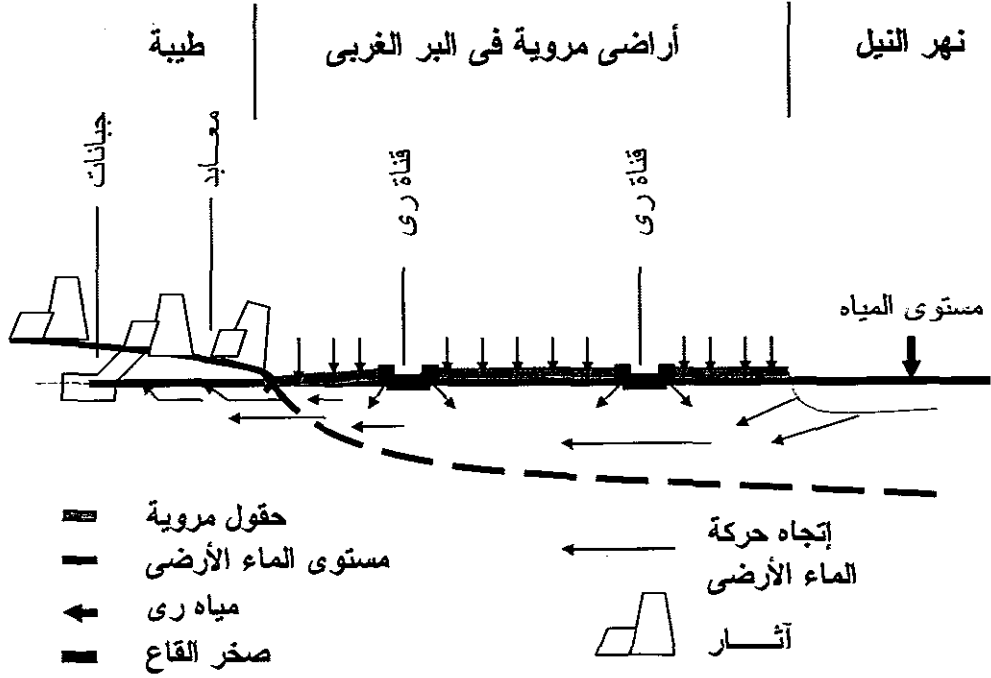 نهر النيل
أراضى مروية فى البر الغربى
طيبة
قناة رى
قناة رى
معابد
جبانات
مستوى المياه
إتجاه حركة
الماء الأرضى
آثار
حقول مروية
مستوى الماء الأرضى
مياه رى
صخر القاع